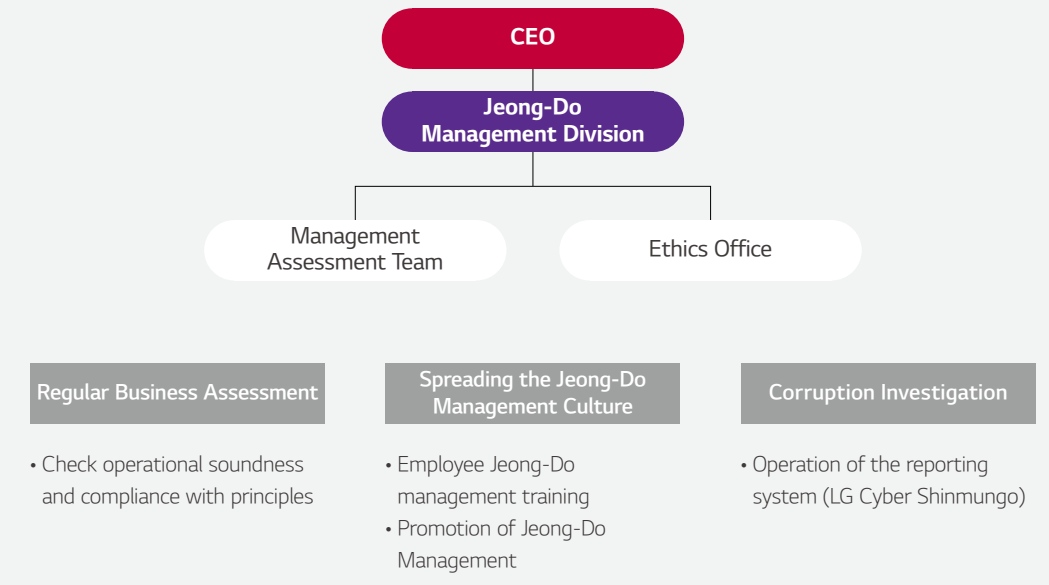 CEO
Jeong-Do
Management Division
Management
Assessment Team
Ethics Office
Regular Business Assessment
• Check operational soundness
and compliance with principles
Spreading the Jeong-Do
Management Culture
• Employee Jeong-Do
management training
• Promotion of Jeong-Do
Management
Corruption Investigation
• Operation of the reporting
system (LG Cyber Shinmungo)